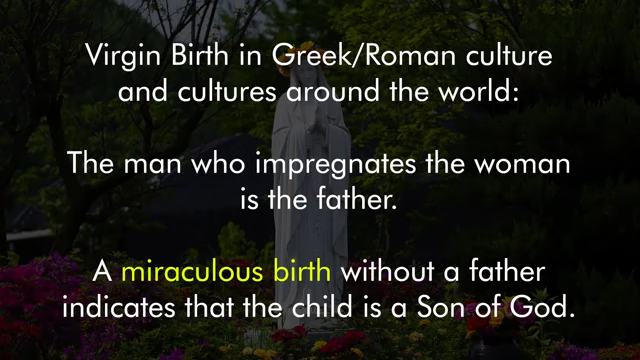 Virgin Birth in Greek/Roman culture
and cultures around the world:
The man who impregnates the woman
is the father.
A miraculous birth without a father
indicates that the child is a Son of God.